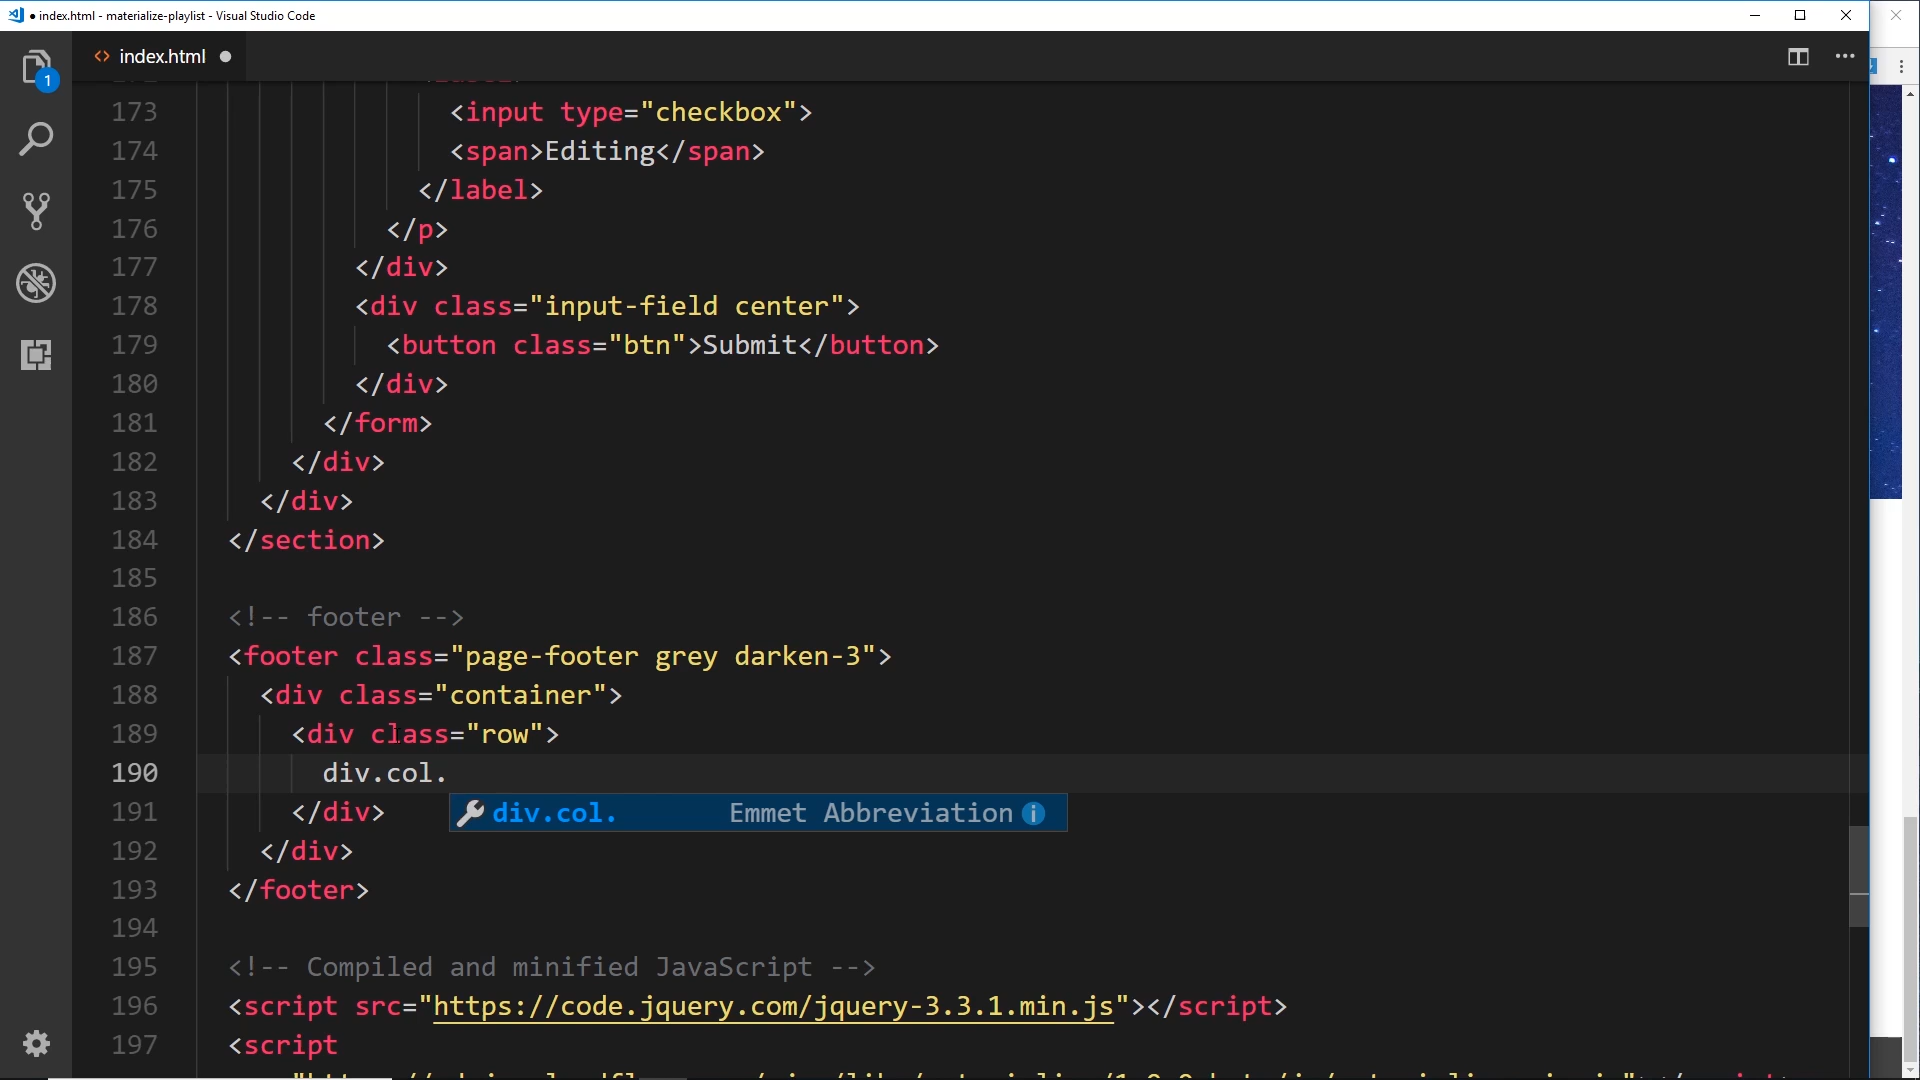 ● index.html - materialize-playlist - Visual Studio Code
<> index.html ●
1
173 <input type="checkbox">
174 <span>Editing</span>
175 </label>
176 </p>
177 </div>
178 <div class="input-field center">
179 <button class="btn">Submit</button>
180 </div>
181 </form>
182 </div>
183 </div>
184 </section>
185
186 <!-- footer -->
187 <footer class="page-footer grey darken-3">
188 <div class="container">
189 <div class="row">
190 div.col.
191 </div>
div.col. Emmet Abbreviation
192 </div>
193 </footer>
194
195 <!-- Compiled and minified JavaScript -->
196 <script src="https://code.jquery.com/jquery-3.3.1.min.js"></script>
197 <script